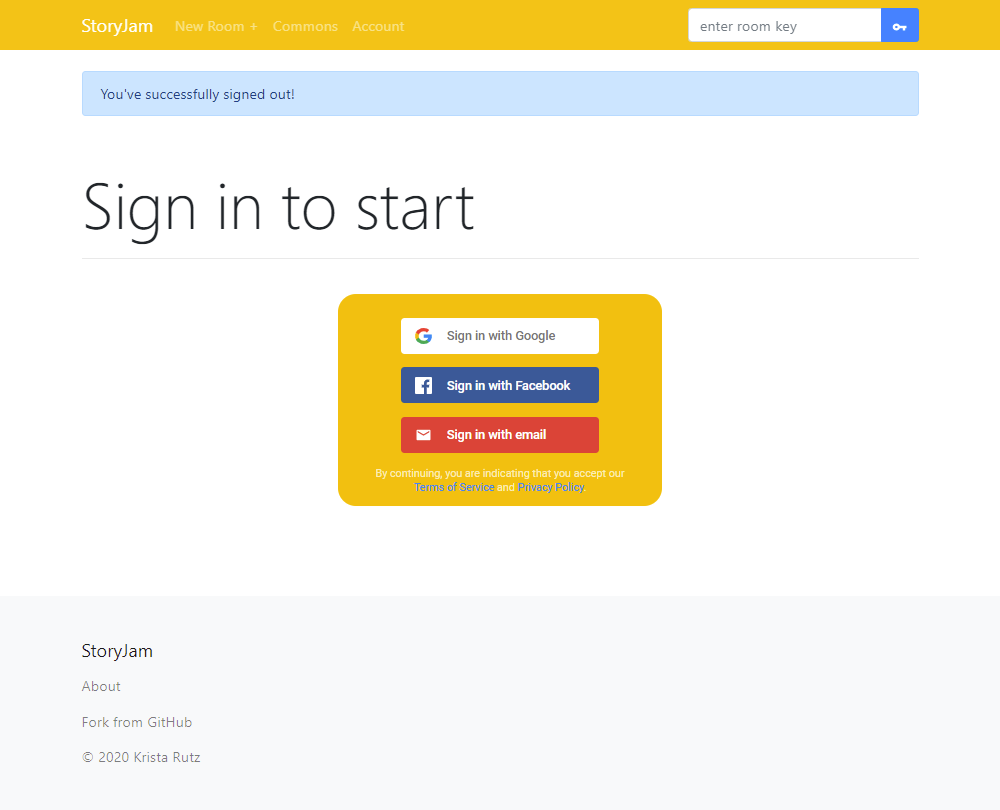 StoryJam New Room + Commons Account enter room key
You've successfully signed out!
Sign in to start
Sign in with Google
Sign in with Facebook
Sign in with email
By continuing, you are indicating that you accept our
Terms of Service and Privacy Policy.
StoryJam
About
Fork from GitHub
© 2020 Krista Rutz